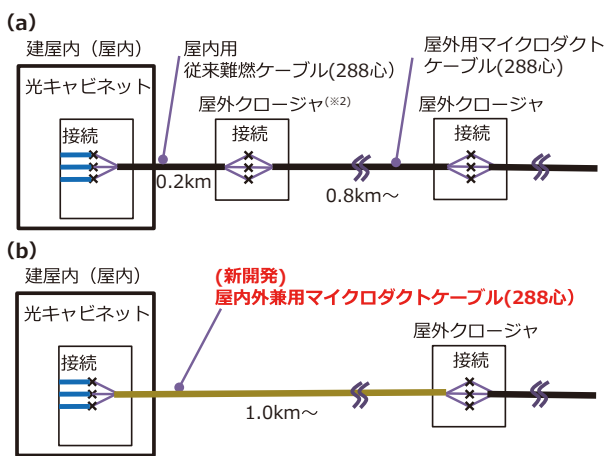 (a)
建屋内（屋内）
光キャビネット
接続
屋内用
従来難燃ケーブル(288心）
屋外クロージャ(※2)
接続
屋外用マイクロダクト
ケーブル(288心）
屋外クロージャ
接続
0.2km
0.8km～
(b)
建屋内（屋内）
光キャビネット
接続
(新開発)
屋内外兼用マイクロダクトケーブル(288心）
屋外クロージャ
接続
1.0km～